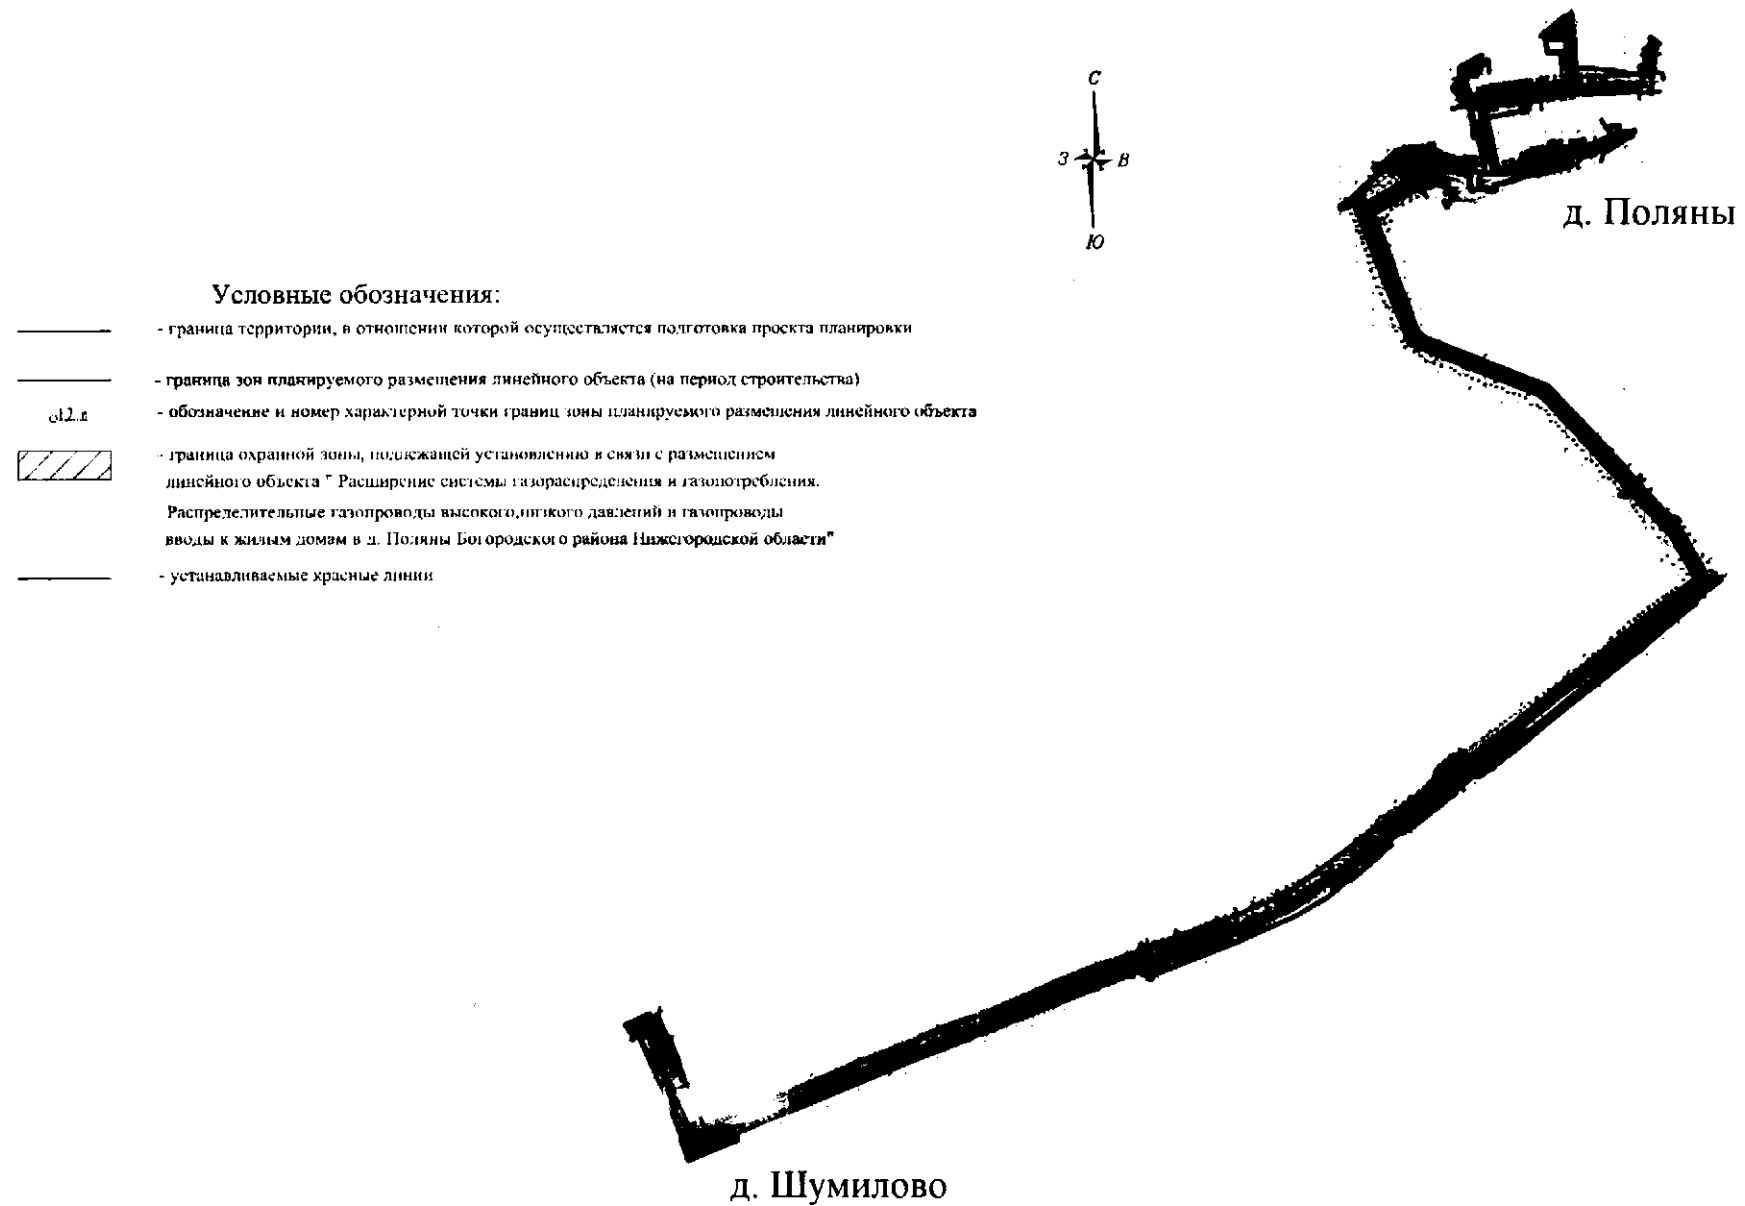 С
З В
Ю
д. Поляны
Условные обозначения:
- граница территории, в отношении которой осуществляется подготовка проекта планировки
- граница зон планируемого размещения линейного объекта (на период строительства)
- обозначение и номер характерной точки границ зоны планируемого размещения линейного объекта
- граница охранной зоны, подлежащей установлению в связи с размещением
линейного объекта " Расширение системы газораспределения и газопотребления.
Распределительные газопроводы высокого,низкого давлений и газопроводы
вводы к жилым домам в д. Поляны Богородского района Нижегородской области"
- устанавливаемые красные линии
д. Шумилово